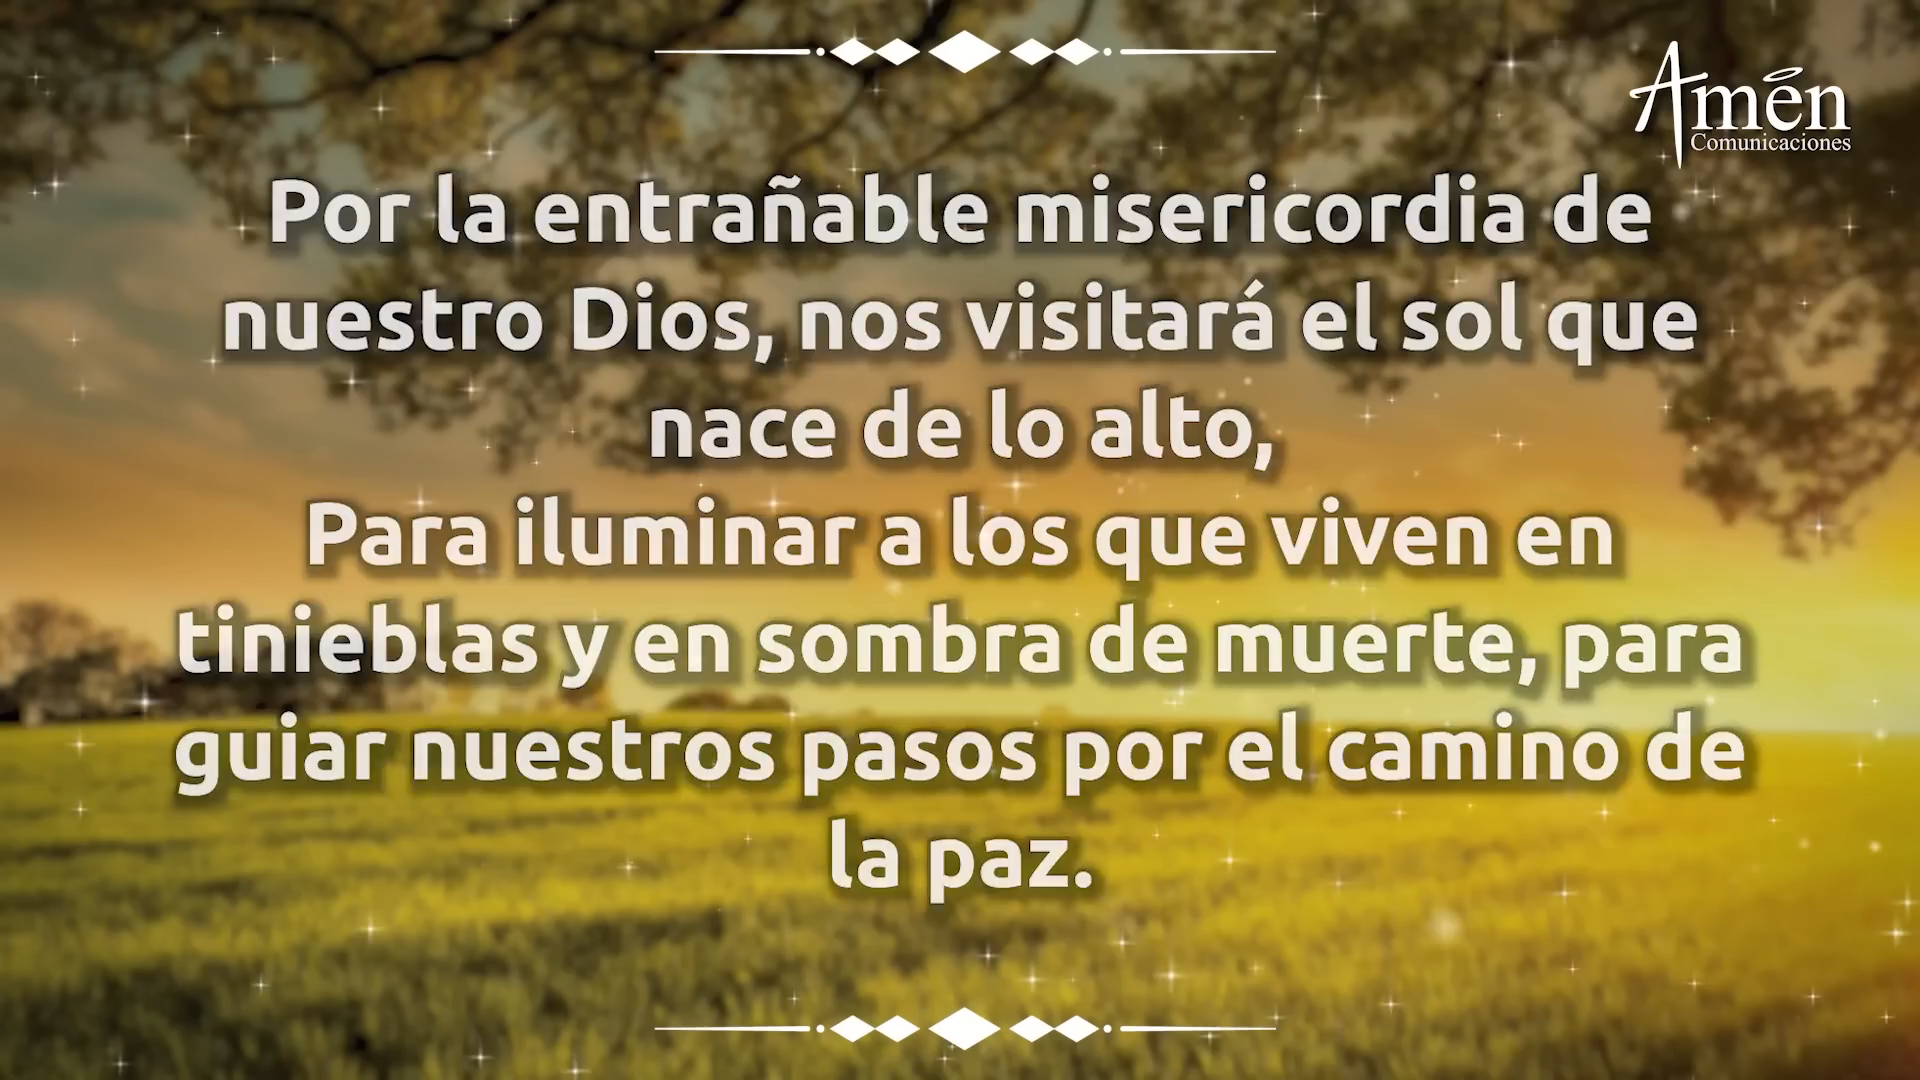 Amén
Comunicaciones
Por la entrañable misericordia de
nuestro Dios, nos visitará el sol que
nace de lo alto,
Para iluminar a los que viven en
tinieblas y en sombra de muerte, para
guiar nuestros pasos por el camino de
la paz.